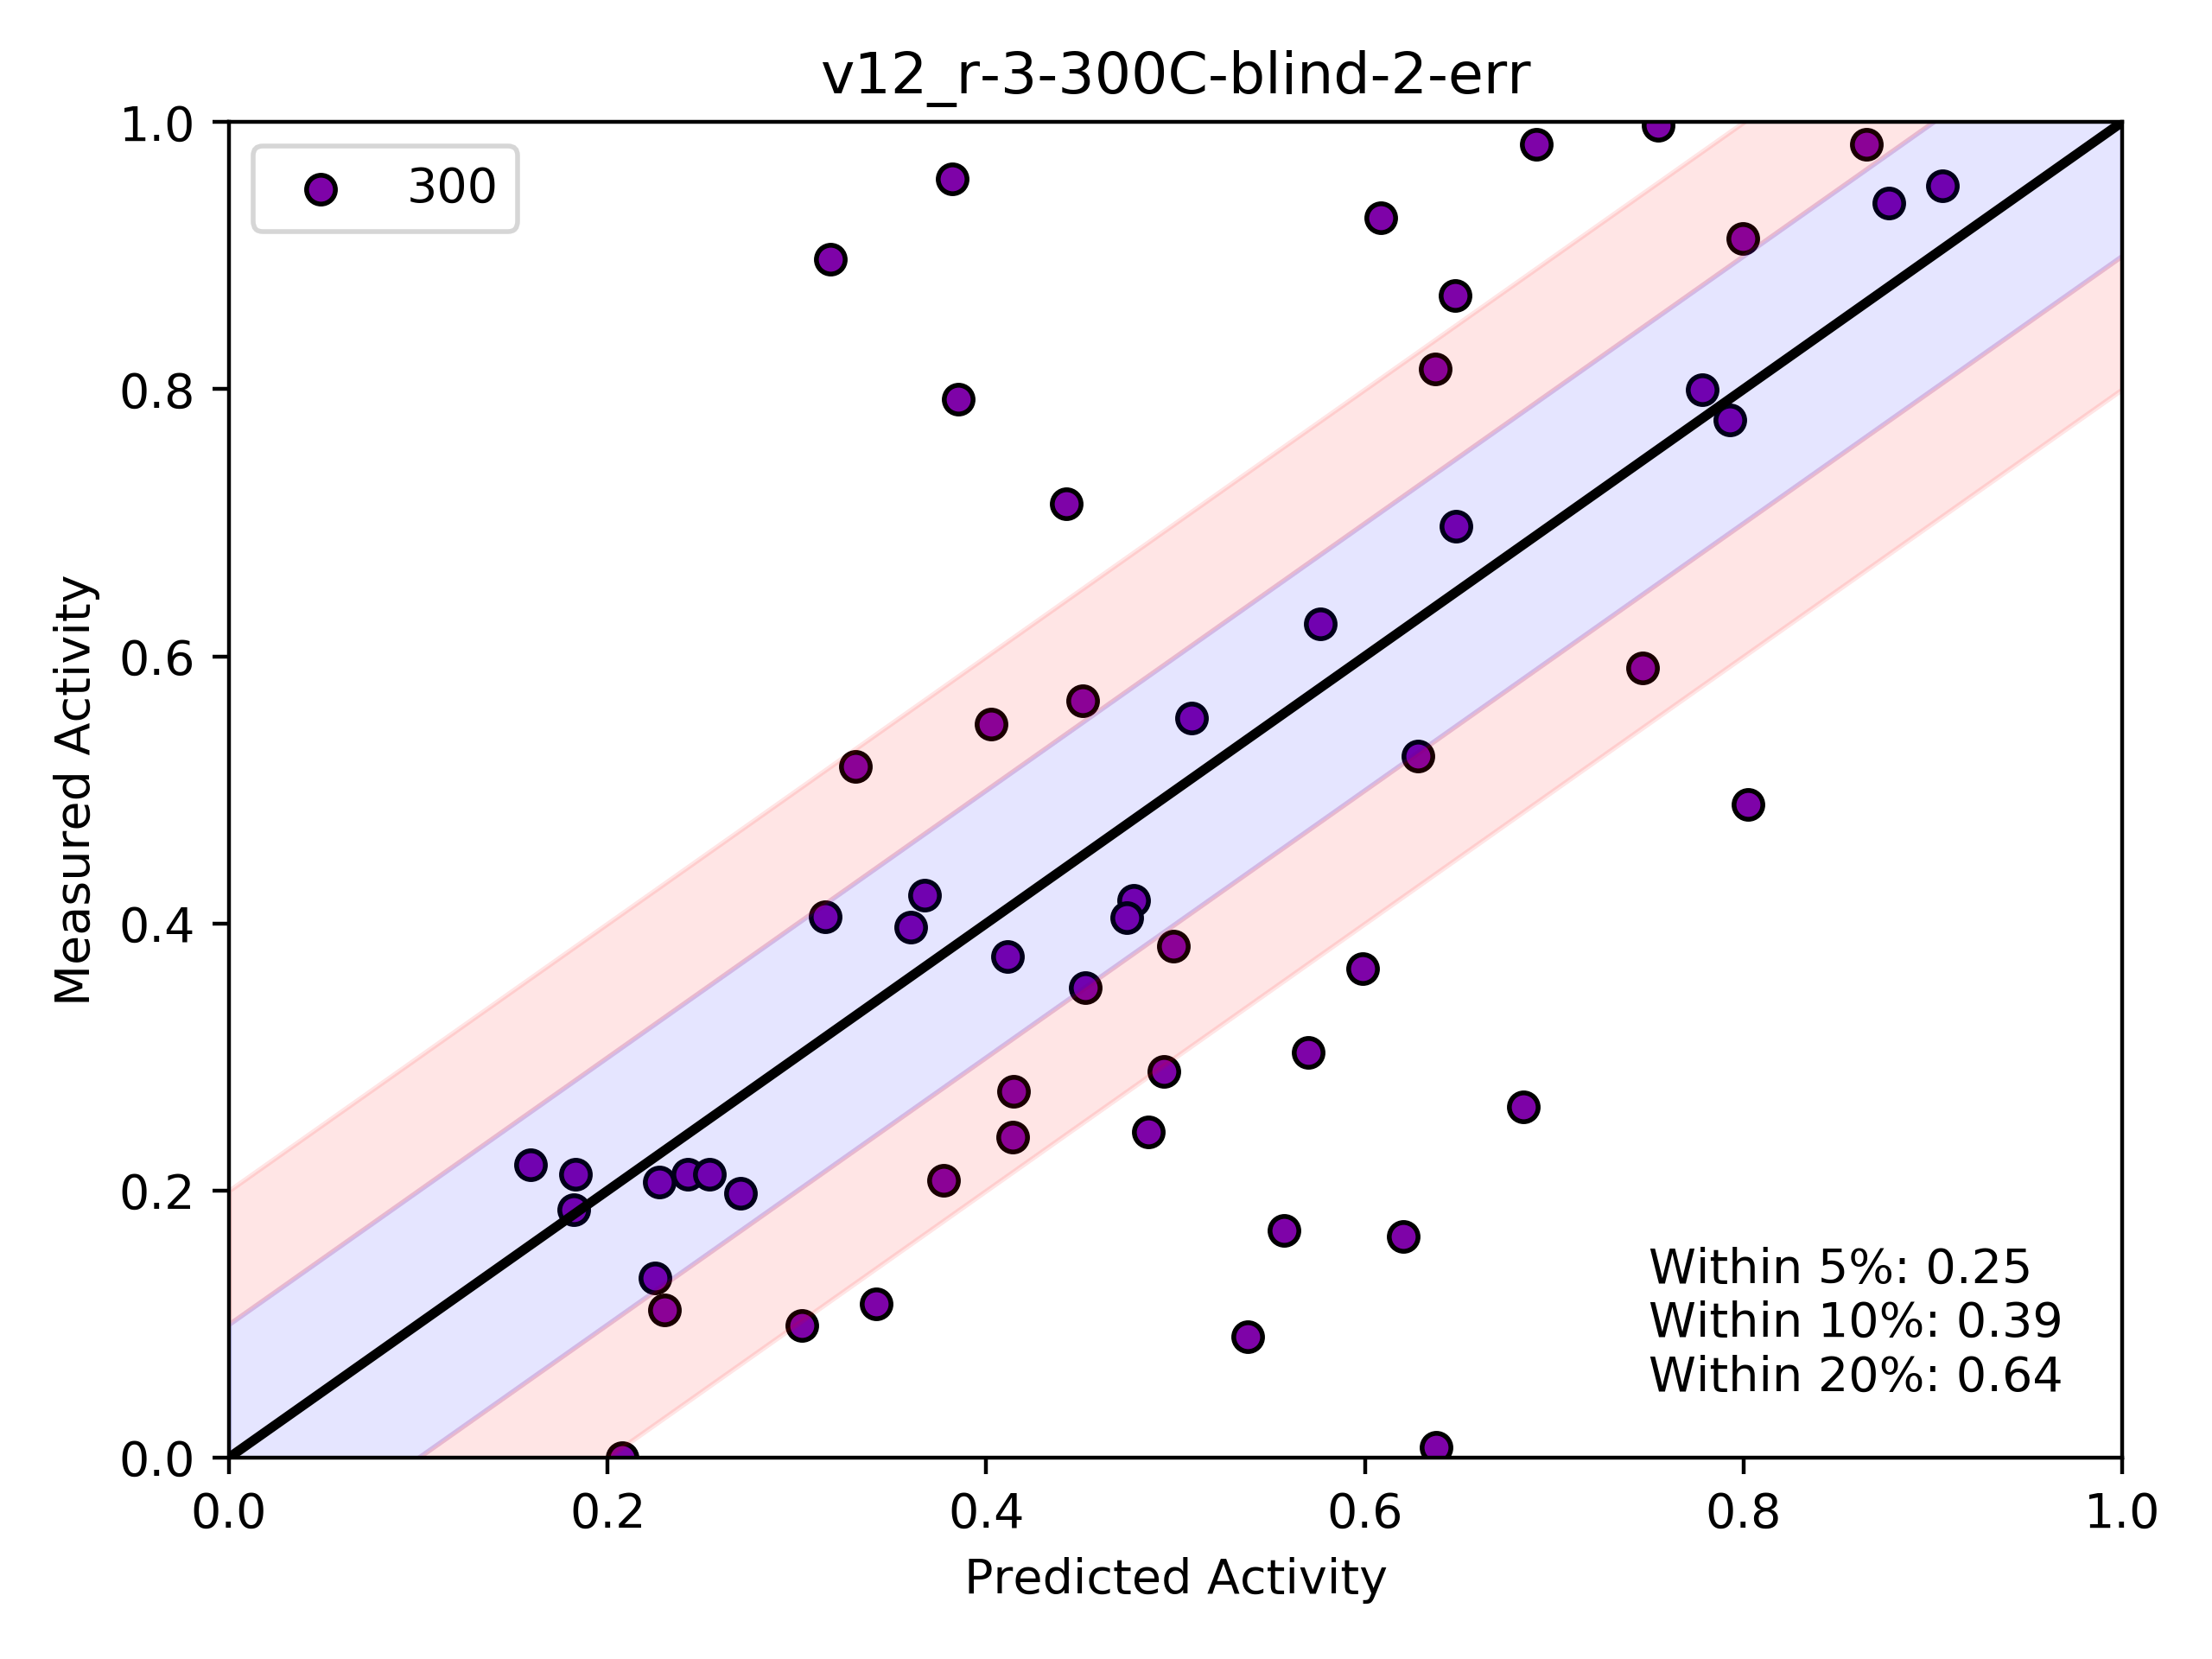 v12_r-3-300C-blind-2-err
300
Measured Activity
1.0
0.8
0.6
0.4
0.2
0.0
Within 5%: 0.25
Within 10%: 0.39
Within 20%: 0.64
0.0 0.2 0.4 0.6 0.8 1.0
Predicted Activity